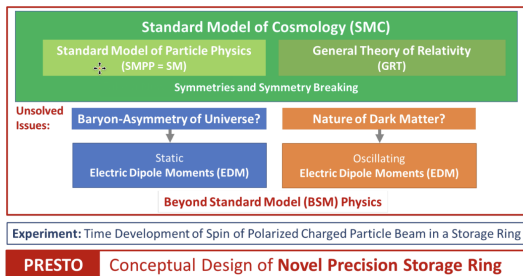 Standard Model of Cosmology (SMC)
Standard Model of Particle Physics
(SMPP = SM)
General Theory of Relativity
(GRT)
Symmetries and Symmetry Breaking
Unsolved
Issues:
Baryon-Asymmetry of Universe?
Nature of Dark Matter?
Static
Electric Dipole Moments (EDM)
Oscillating
Electric Dipole Moments (EDM)
Beyond Standard Model (BSM) Physics
Experiment: Time Development of Spin of Polarized Charged Particle Beam in a Storage Ring
PRESTO Conceptual Design of Novel Precision Storage Ring